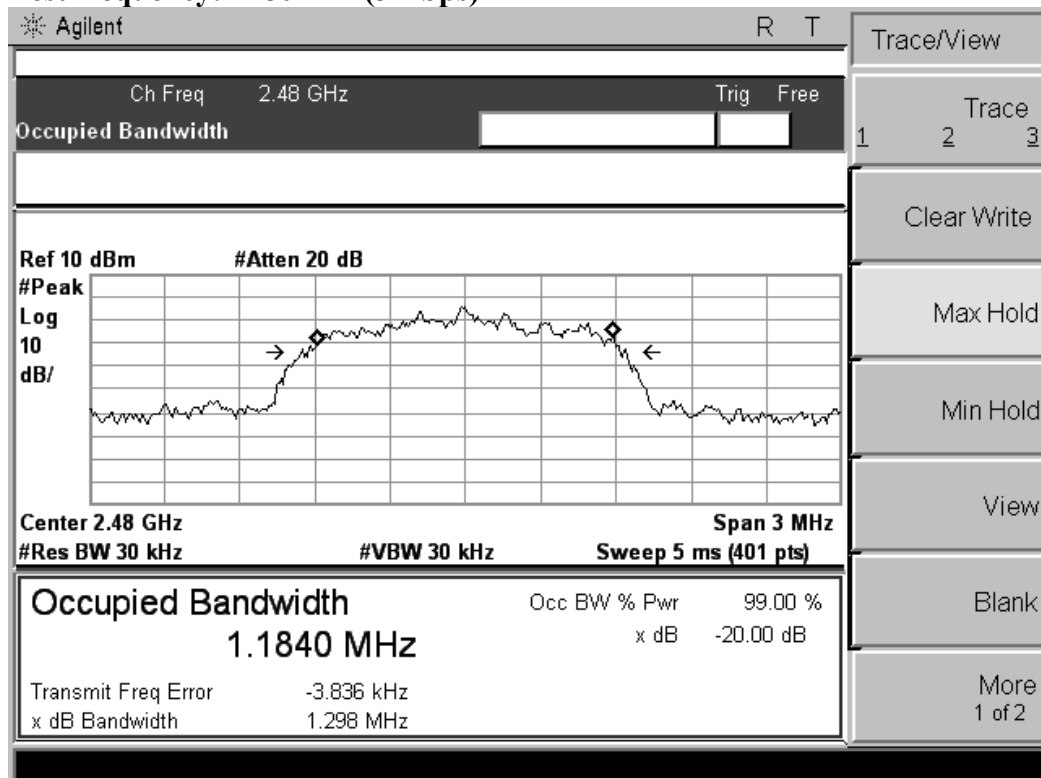 Agilent R T
Trace/View
Ch Freq 2.48 GHz Trig Free
Occupied Bandwidth
Trace
1 2 3
Clear Write
Ref 10 dBm #Atten 20 dB
#Peak
Log
10
dB/
Max Hold
Min Hold
View
Center 2.48 GHz Span 3 MHz
#Res BW 30 kHz #VBW 30 kHz Sweep 5 ms (401 pts)
Occupied Bandwidth
1.1840 MHz
Occ BW % Pwr 99.00 %
x dB -20.00 dB
Transmit Freq Error -3.836 kHz
x dB Bandwidth 1.298 MHz
Blank
More
1 of 2